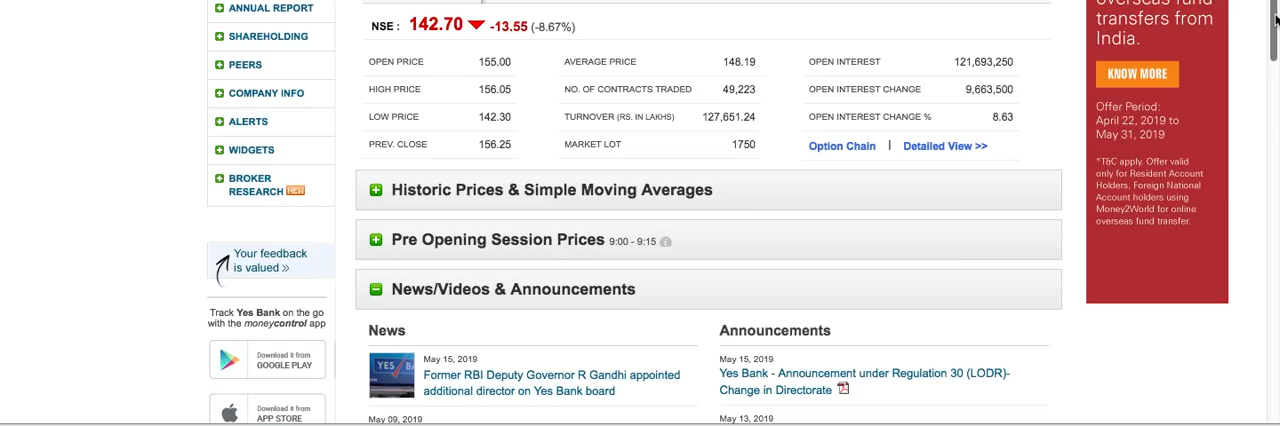 ANNUAL REPORT
SHAREHOLDING
PEERS
COMPANY INFO
ALERTS
WIDGETS
BROKER
RESEARCH NEW
Your feedback
is valued »
Track Yes Bank on the go
with the moneycontrol app
Download it from
GOOGLE PLAY
Download it from
APP STORE
NSE : 142.70 -13.55 (-8.67%)
OPEN PRICE 155.00
HIGH PRICE 156.05
LOW PRICE 142.30
PREV. CLOSE 156.25
AVERAGE PRICE 148.19
NO. OF CONTRACTS TRADED 49,223
TURNOVER (RS. IN LAKHS) 127,651.24
MARKET LOT 1750
OPEN INTEREST 121,693,250
OPEN INTEREST CHANGE 9,663,500
OPEN INTEREST CHANGE % 8.63
Option Chain | Detailed View >>
Historic Prices & Simple Moving Averages
Pre Opening Session Prices 9:00 - 9:15 i
News/Videos & Announcements
News
YES BA
May 15, 2019
Former RBI Deputy Governor R Gandhi appointed
additional director on Yes Bank board
May 09, 2019
Announcements
May 15, 2019
Yes Bank - Announcement under Regulation 30 (LODR)-
Change in Directorate
May 13, 2019
overseas fund
transfers from
India.
KNOW MORE
Offer Period:
April 22, 2019 to
May 31, 2019
*T&C apply. Offer valid
only for Resident Account
Holders, Foreign National
Account holders using
Money2World for online
overseas fund transfer.